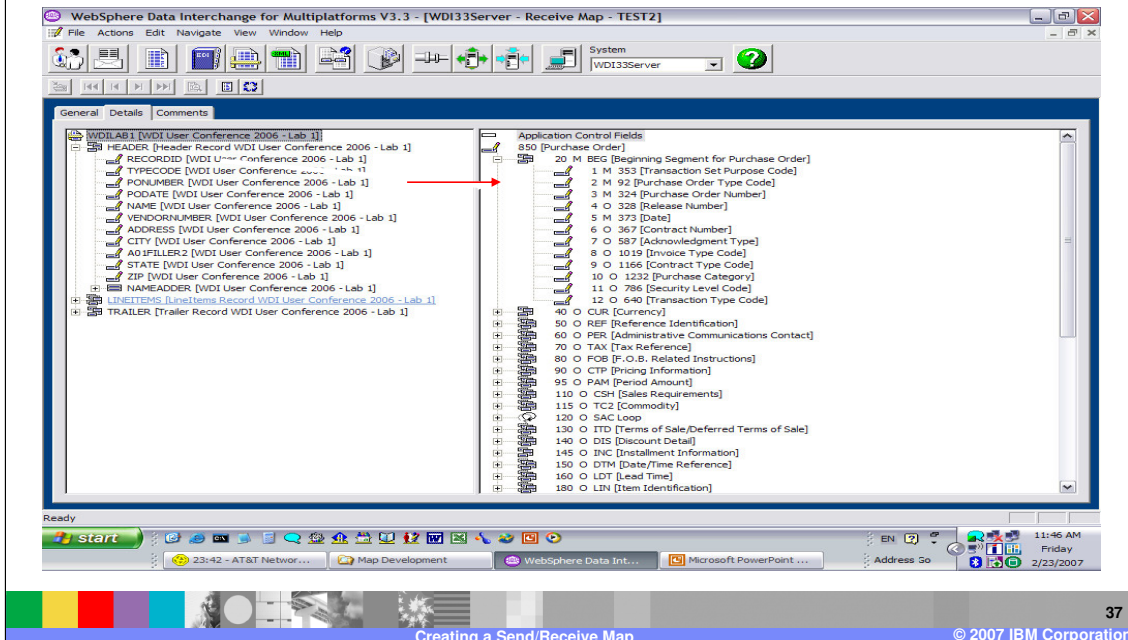 WebSphere Data Interchange for Multiplatforms V3.3 - [WDI33Server - Receive Map - TEST2]
File Actions Edit Navigate View Window Help
System
WDI33Server
General Details Comments
WDILAB1 [WDI User Conference 2006 - Lab 1]
HEADER [Header Record WDI User Conference 2006 - Lab 1]
RECORDID [WDI User Conference 2006 - Lab 1]
TYPECODE [WDI User Conference - Lab 1]
PONUMBER [WDI User Conference 2006 - Lab 1]
PODATE [WDI User Conference 2006 - Lab 1]
NAME [WDI User Conference 2006 - Lab 1]
VENDORNUMBER [WDI User Conference 2006 - Lab 1]
ADDRESS [WDI User Conference 2006 - Lab 1]
CITY [WDI User Conference 2006 - Lab 1]
A01FILLER2 [WDI User Conference 2006 - Lab 1]
STATE [WDI User Conference 2006 - Lab 1]
ZIP [WDI User Conference 2006 - Lab 1]
NAMEADDER [WDI User Conference 2006 - Lab 1]
LINEITEMS [LineItems Record WDI User Conference 2006 - Lab 1]
TRAILER [Trailer Record WDI User Conference 2006 - Lab 1]
Application Control Fields
850 [Purchase Order]
20 M BEG [Beginning Segment for Purchase Order]
1 M 353 [Transaction Set Purpose Code]
2 M 92 [Purchase Order Type Code]
3 M 324 [Purchase Order Number]
4 O 328 [Release Number]
5 M 373 [Date]
6 O 367 [Contract Number]
7 O 587 [Acknowledgment Type]
8 O 1019 [Invoice Type Code]
9 O 1166 [Contract Type Code]
10 O 1232 [Purchase Category]
11 O 786 [Security Level Code]
12 O 640 [Transaction Type Code]
40 O CUR [Currency]
50 O REF [Reference Identification]
60 O PER [Administrative Communications Contact]
70 O TAX [Tax Reference]
80 O FOB [F.O.B. Related Instructions]
90 O CTP [Pricing Information]
95 O PAM [Period Amount]
110 O CSH [Sales Requirements]
115 O TC2 [Commodity]
120 O SAC Loop
130 O ITD [Terms of Sale/Deferred Terms of Sale]
140 O DIS [Discount Detail]
145 O INC [Installment Information]
150 O DTM [Date/Time Reference]
160 O LDT [Lead Time]
180 O LIN [Item Identification]
Ready
start
EN
11:46 AM
23:42 - AT&T Networ...
Map Development
WebSphere Data Int...
Microsoft PowerPoint ...
Address Go
Friday
2/23/2007
37
Creating a Send/Receive Map
© 2007 IBM Corporation